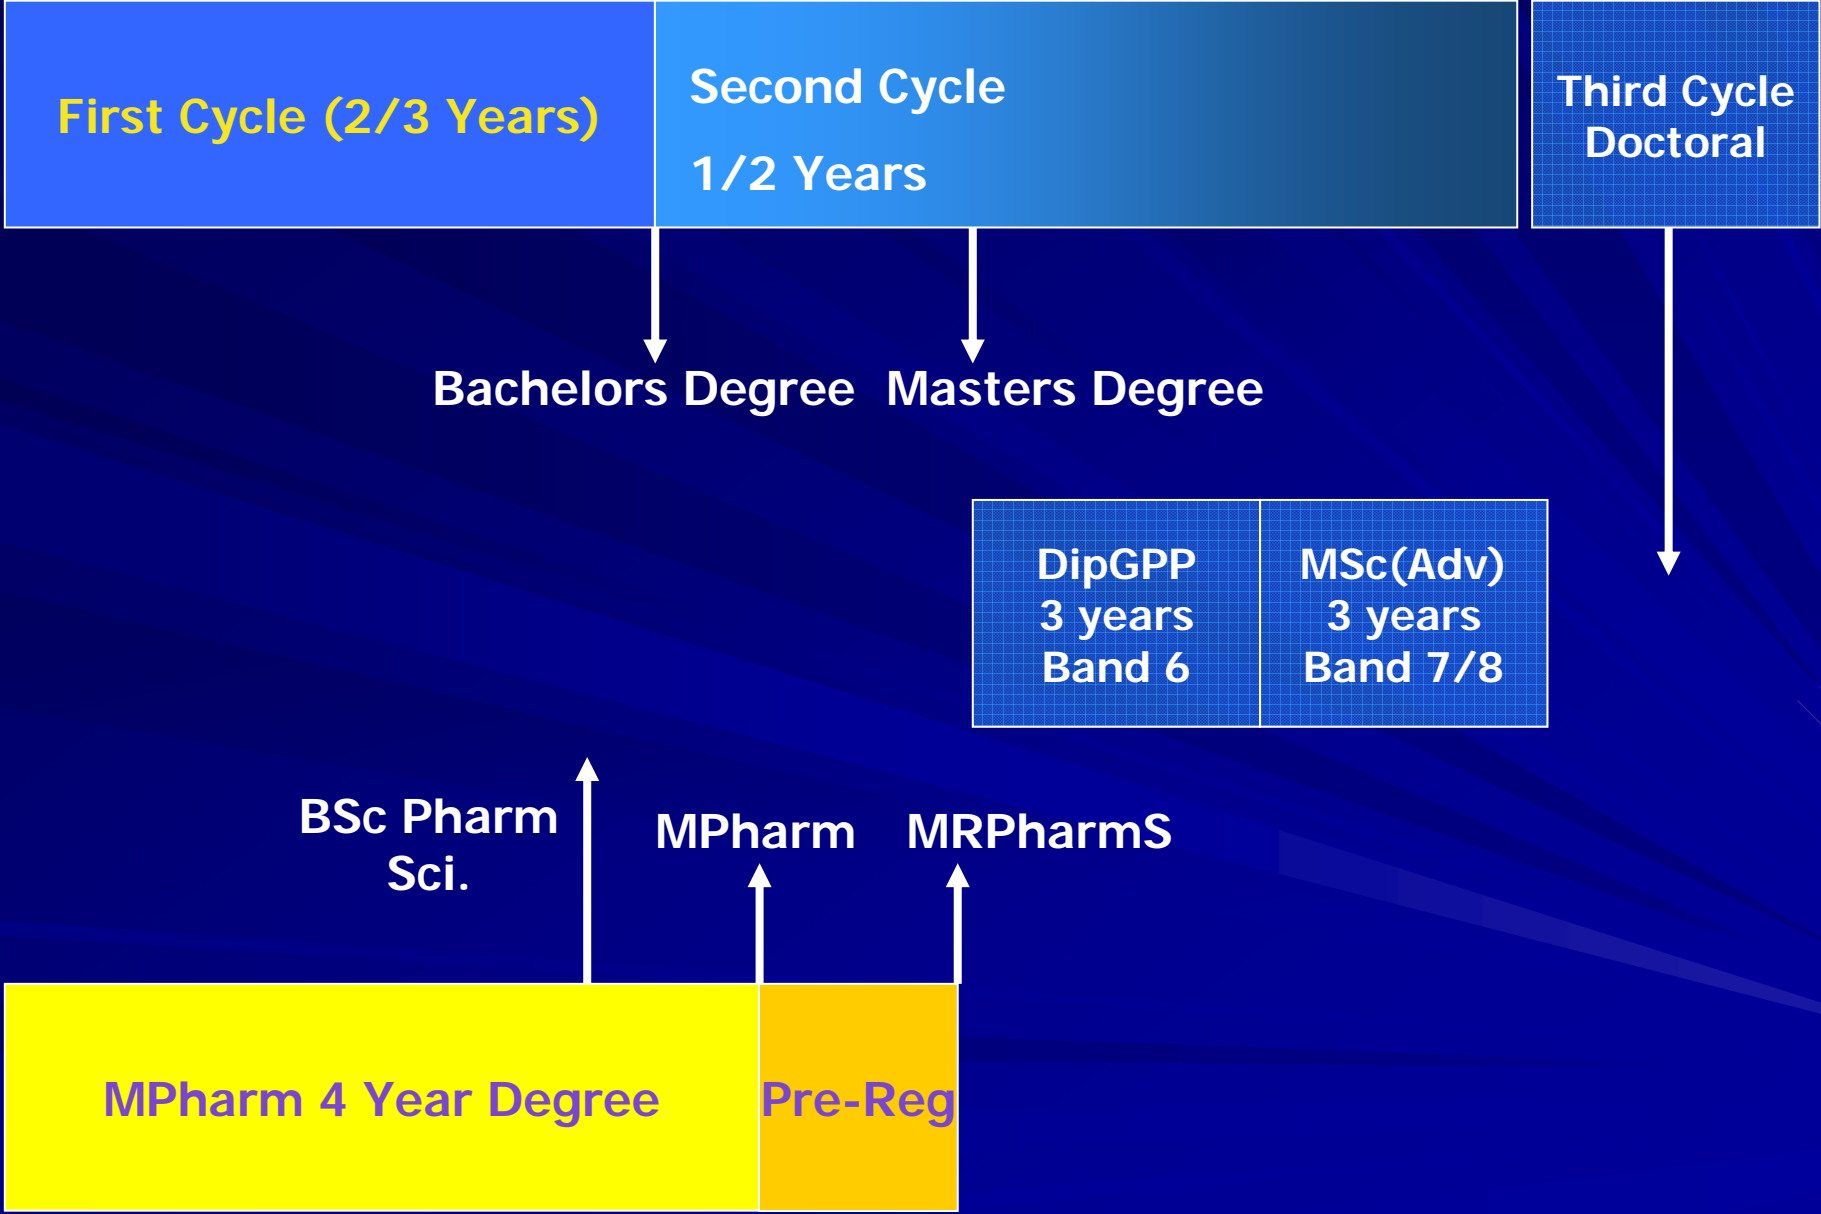 First Cycle (2/3 Years)
Second Cycle
1/2 Years
Third Cycle
Doctoral
Bachelors Degree
Masters Degree
DipGPP
3 years
Band 6
MSc(Adv)
3 years
Band 7/8
BSc Pharm
Sci.
MPharm
MRPharmS
MPharm 4 Year Degree
Pre-Reg